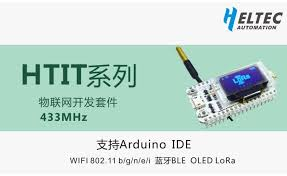 HELTEC
AUTOMATION
HTIT系列
物联网开发套件
433MHz
LoRa
支持Arduino IDE
WIFI 802.11 b/g/n/e/i 蓝牙BLE OLED LoRa